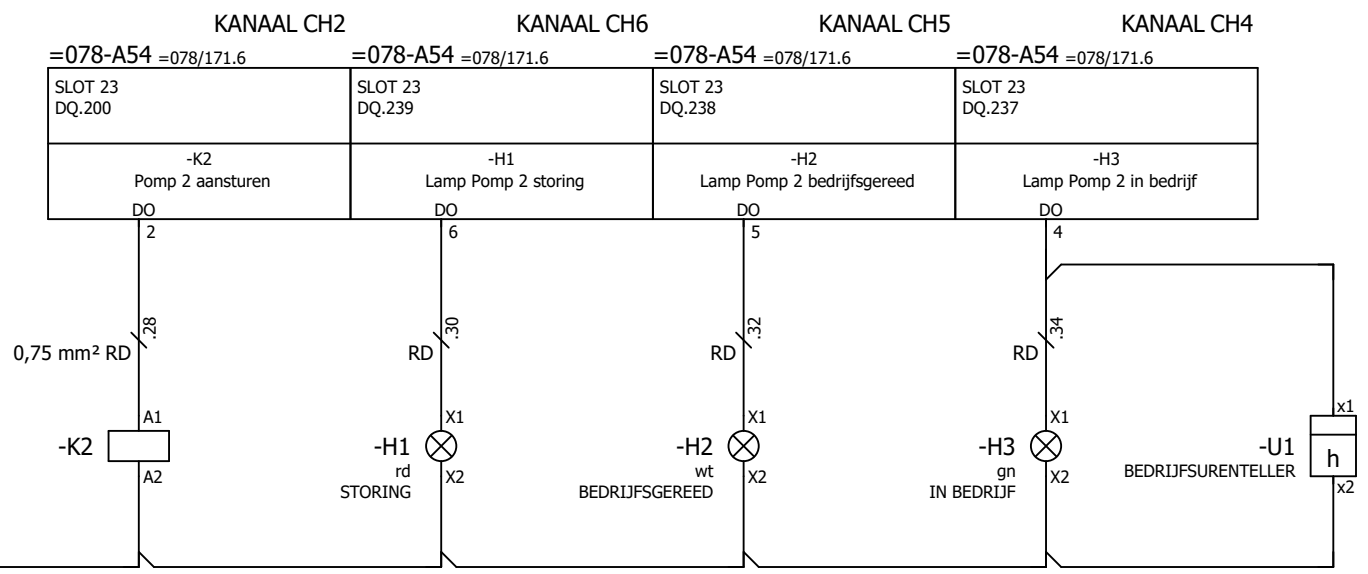 KANAAL CH2 KANAAL CH6 KANAAL CH5 KANAAL CH4
=078-A54 =078/171.6 =078-A54 =078/171.6 =078-A54 =078/171.6 =078-A54 =078/171.6
SLOT 23 SLOT 23 SLOT 23 SLOT 23
DQ.200 DQ.239 DQ.238 DQ.237
-K2 -H1 -H2 -H3
Pomp 2 aansturen Lamp Pomp 2 storing Lamp Pomp 2 bedrijfsgereed Lamp Pomp 2 in bedrijf
DO DO DO DO
2 6 5 4
.28 .30 .32 .34
0,75 mm² RD RD RD RD
A1 X1 X1 X1 x1
-K2 -H1 -H2 -H3 -U1 h
rd wt gn BEDRIJFSURENTELLER
A2 X2 X2 X2 x2
STORING BEDRIJFSGEREED IN BEDRIJF